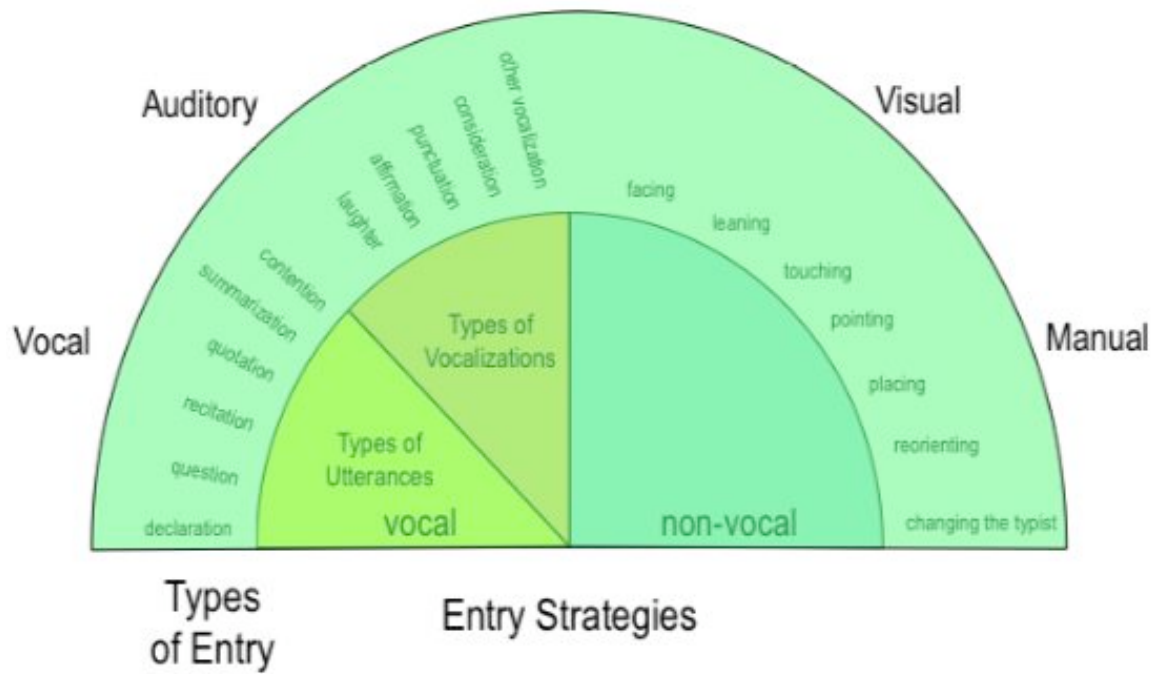 Auditory
Visual
Vocal
Manual
other vocalization
consideration
punctuation
affirmation
laughter
contention
summarization
quotation
recitation
question
declaration
facing
leaning
touching
pointing
placing
reorienting
changing the typist
Types of
Vocalizations
Types of
Utterances
vocal
non-vocal
Types
of Entry
Entry Strategies